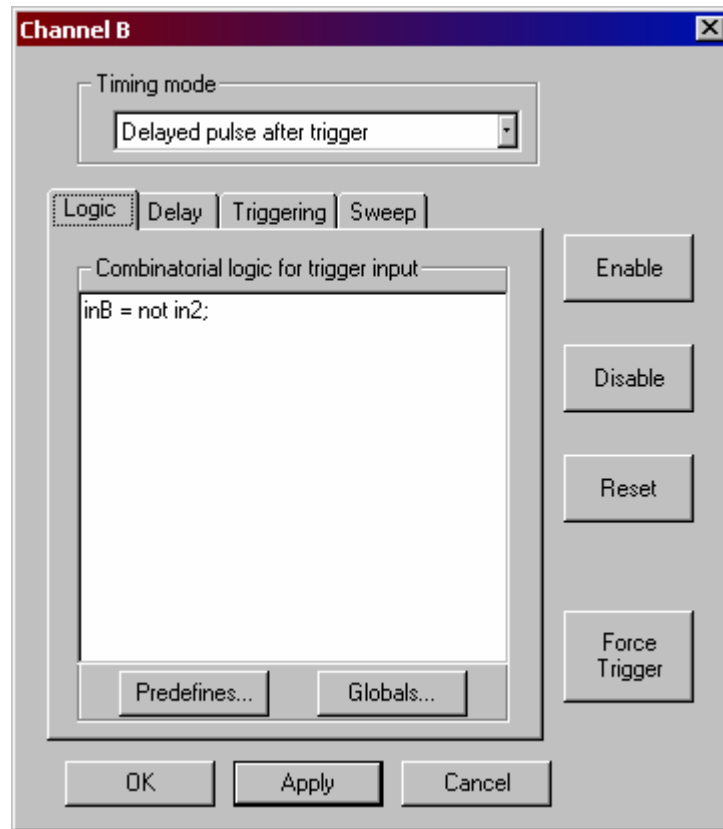 Channel B
Timing mode
Delayed pulse after trigger
Logic Delay Triggering Sweep
Combinatorial logic for trigger input
inB = not in2;
Enable
Disable
Reset
Force
Trigger
Predefines... Globals...
OK Apply Cancel